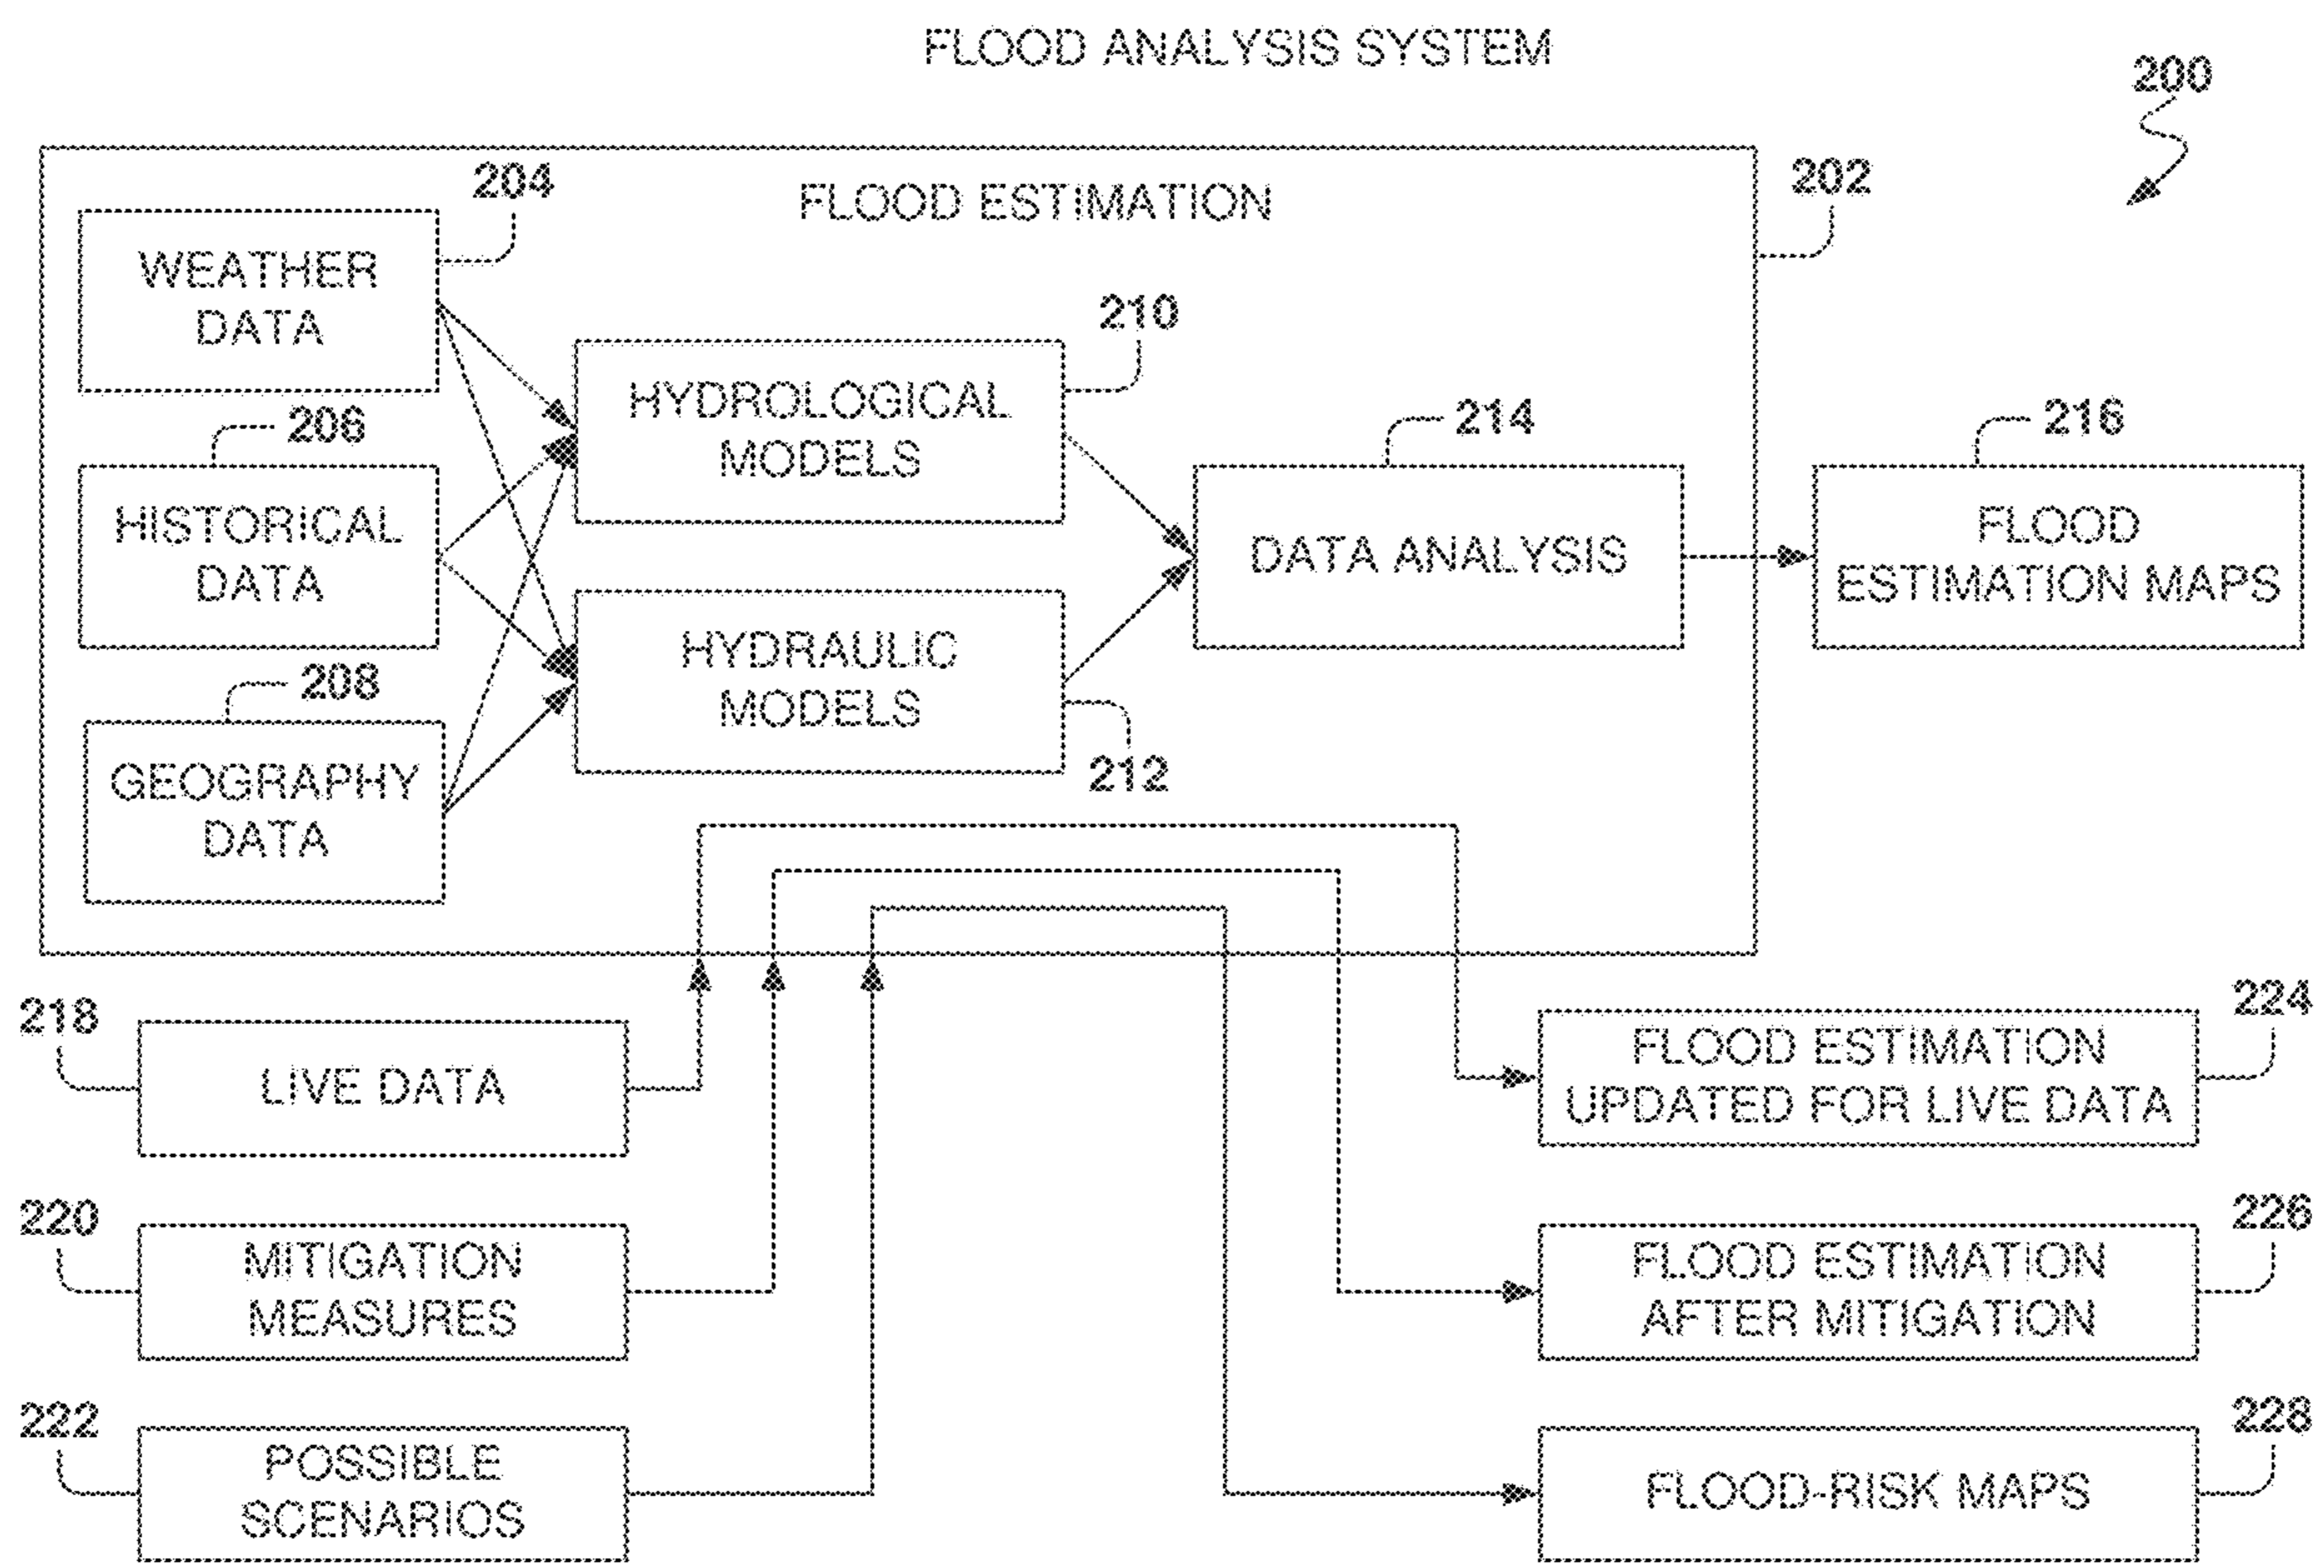 FLOOD ANALYSIS SYSTEM
200
202
FLOOD ESTIMATION
204
WEATHER
DATA
206
HISTORICAL
DATA
208
GEOGRAPHY
DATA
210
HYDROLOGICAL
MODELS
HYDRAULIC
MODELS
212
214
DATA ANALYSIS
216
FLOOD
ESTIMATION MAPS
218
LIVE DATA
220
MITIGATION
MEASURES
222
POSSIBLE
SCENARIOS
224
FLOOD ESTIMATION
UPDATED FOR LIVE DATA
226
FLOOD ESTIMATION
AFTER MITIGATION
228
FLOOD-RISK MAPS